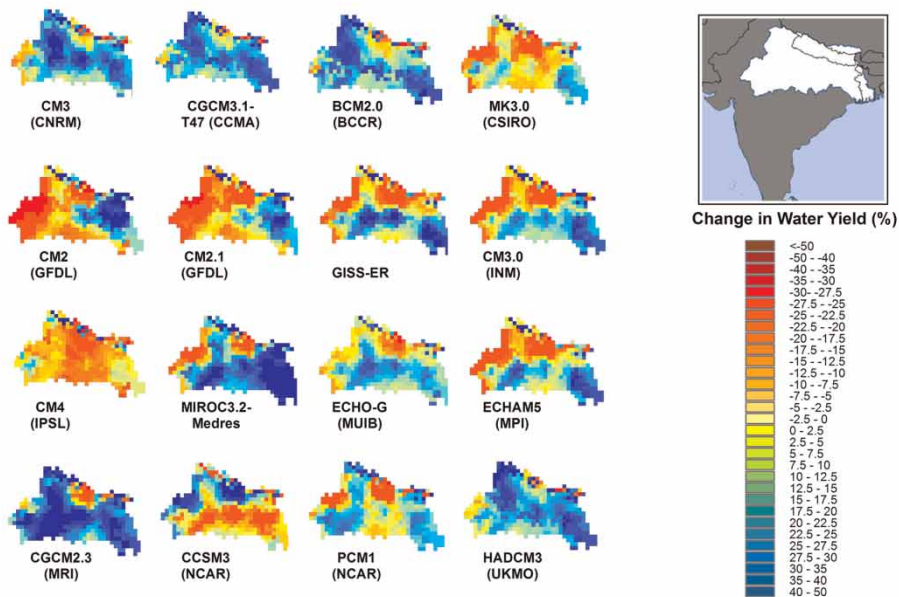 CM3
(CNRM)
CGCM3.1-
T47 (CCMA)
BCM2.0
(BCCR)
MK3.0
(CSIRO)
CM2
(GFDL)
CM2.1
(GFDL)
GISS-ER
CM3.0
(INM)
CM4
(IPSL)
MIROC3.2-
Medres
ECHO-G
(MUIB)
ECHAM5
(MPI)
CGCM2.3
(MRI)
CCSM3
(NCAR)
PCM1
(NCAR)
HADCM3
(UKMO)
Change in Water Yield (%)
<-50
-50 - -40
-40 - -35
-35 - -30
-30- -27.5
-27.5 - -25
-25 - -22.5
-22.5 - -20
-20 - -17.5
-17.5 - -15
-15 - -12.5
-12.5 - -10
-10 - -7.5
-7.5 - -5
-5 - -2.5
-2.5 - 0
0 - 2.5
2.5 - 5
5 - 7.5
7.5 - 10
10 - 12.5
12.5 - 15
15 - 17.5
17.5 - 20
20 - 22.5
22.5 - 25
25 - 27.5
27.5 - 30
30 - 35
35 - 40
40 - 50